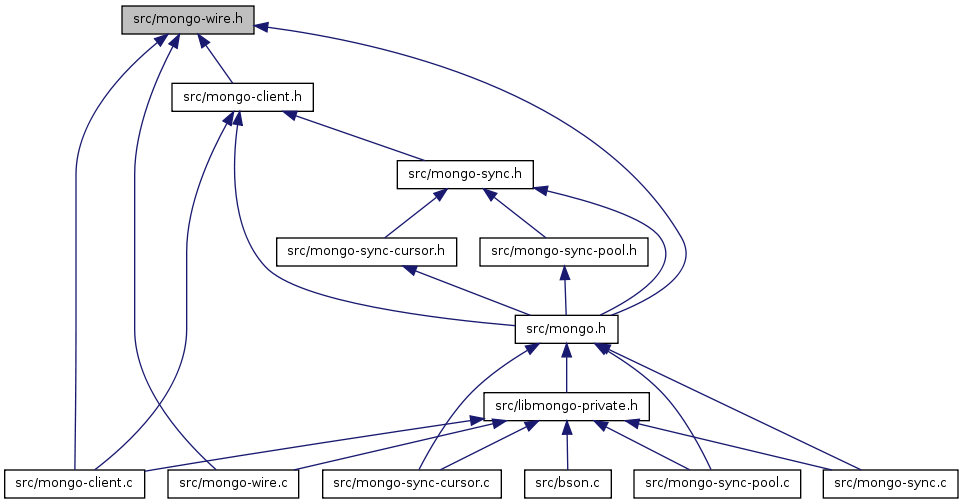 src/mongo-wire.h
src/mongo-client.h
src/mongo-sync.h
src/mongo-sync-cursor.h
src/mongo-sync-pool.h
src/mongo.h
src/libmongo-private.h
src/mongo-client.c
src/mongo-wire.c
src/mongo-sync-cursor.c
src/bson.c
src/mongo-sync-pool.c
src/mongo-sync.c